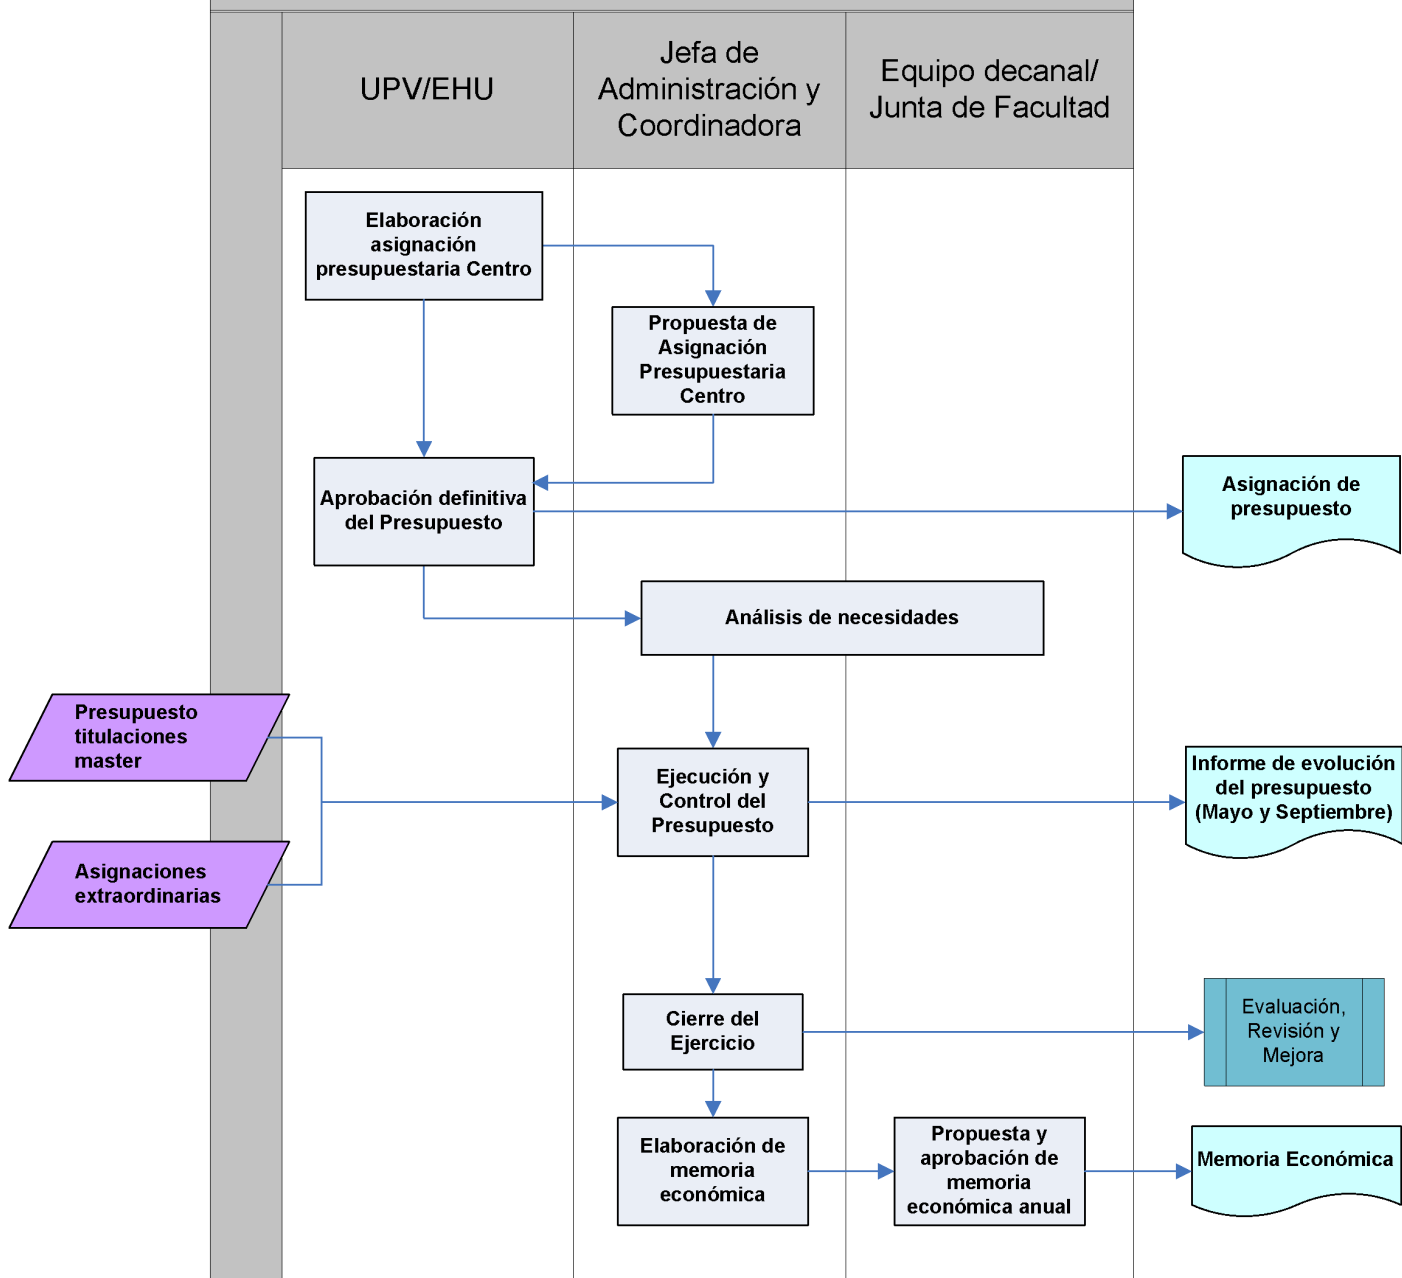 UPV/EHU
Jefa de
Administración y
Coordinadora
Equipo decanal/
Junta de Facultad
Elaboración
asignación
presupuestaria Centro
Propuesta de
Asignación
Presupuestaria
Centro
Aprobación definitiva
del Presupuesto
Asignación de
presupuesto
Análisis de necesidades
Presupuesto
titulaciones
master
Ejecución y
Control del
Presupuesto
Informe de evolución
del presupuesto
(Mayo y Septiembre)
Asignaciones
extraordinarias
Cierre del
Ejercicio
Evaluación,
Revisión y
Mejora
Elaboración de
memoria
económica
Propuesta y
aprobación de
memoria
económica anual
Memoria Económica